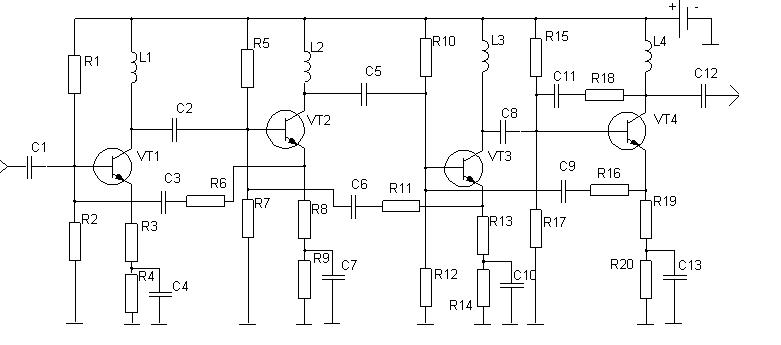 + -
R1
L1
R5
L2
R10
L3
R15
L4
C5
C11
R18
C12
C2
C8
VT2
VT4
C1
VT1
VT3
C3
R6
C6
R11
C9
R16
R2
R3
R7
R8
R13
R17
R19
R4
C4
R9
C7
R12
R14
C10
R20
C13